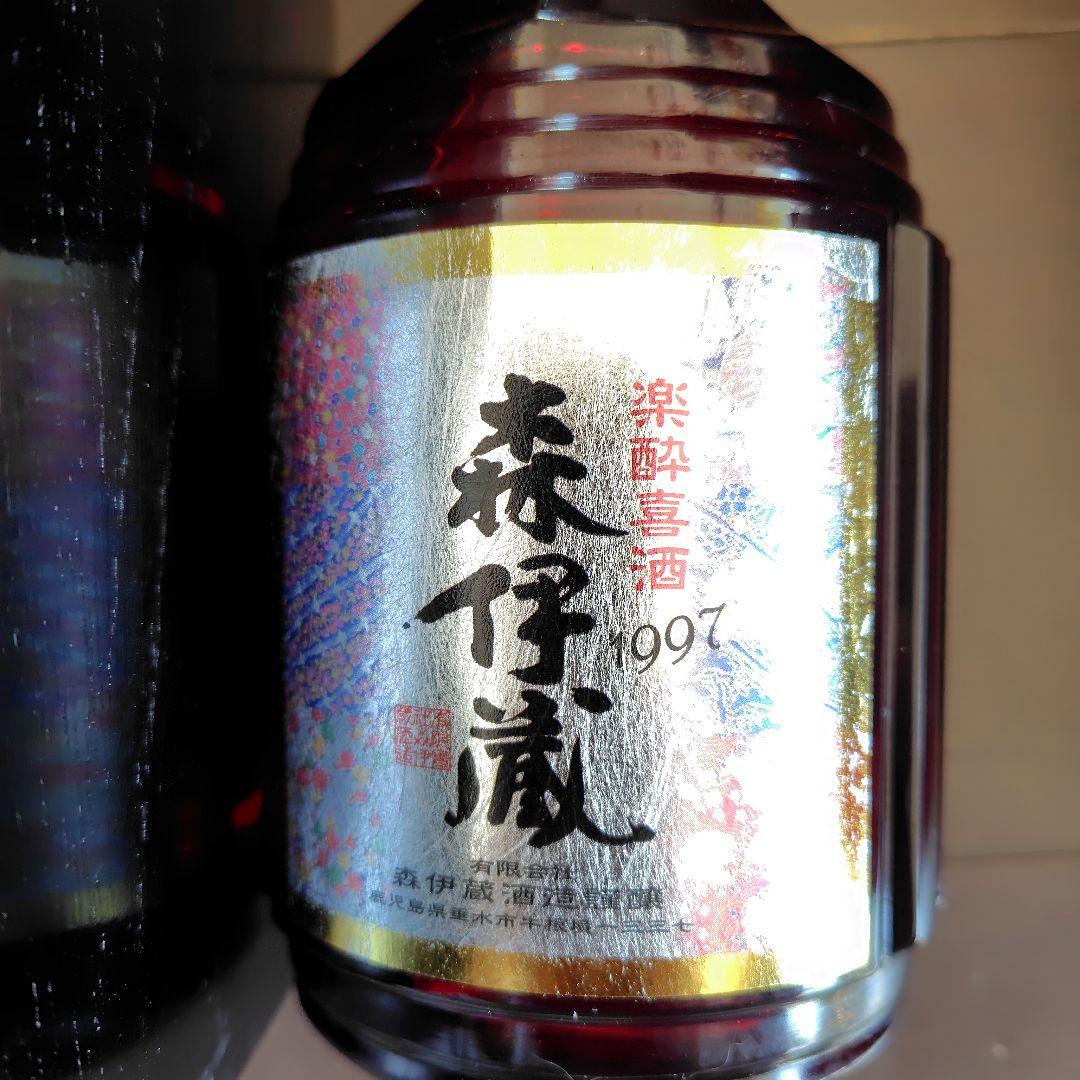 楽酔喜酒
1997
森伊蔵
有限会社
森伊蔵酒造謹醸
鹿児島県垂水市牛根麓一三三七